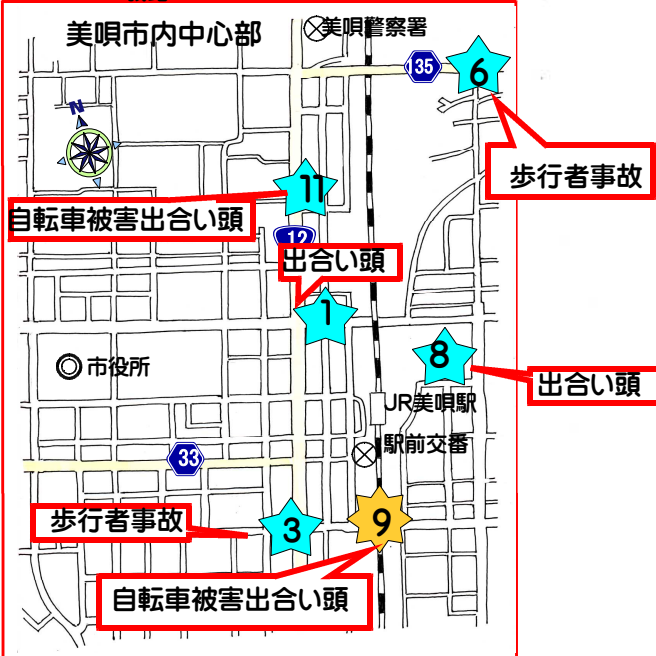 美唄市内中心部
美唄警察署
35
6
N
歩行者事故
11
自転車被害出合い頭
12
出合い頭
1
8
市役所
出合い頭
JR美唄駅
駅前交番
33
歩行者事故
3
9
自転車被害出合い頭